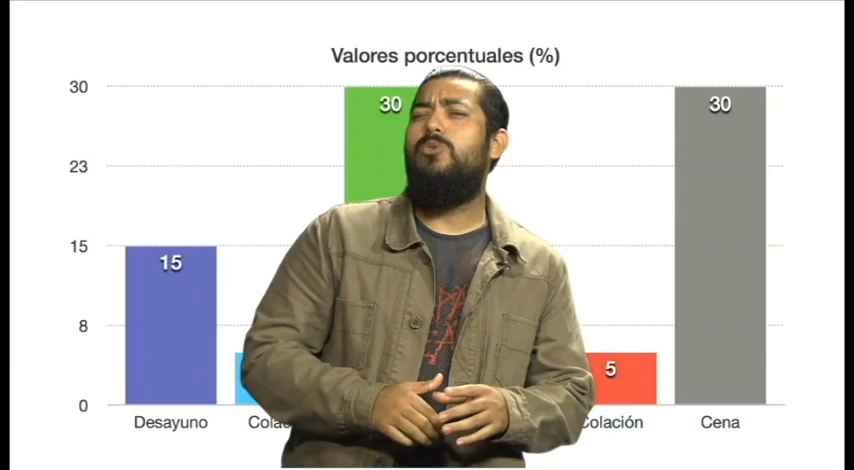 Valores porcentuales (%)
30
23
15
8
0
15
30
5
30
Desayuno
Colación
Cena